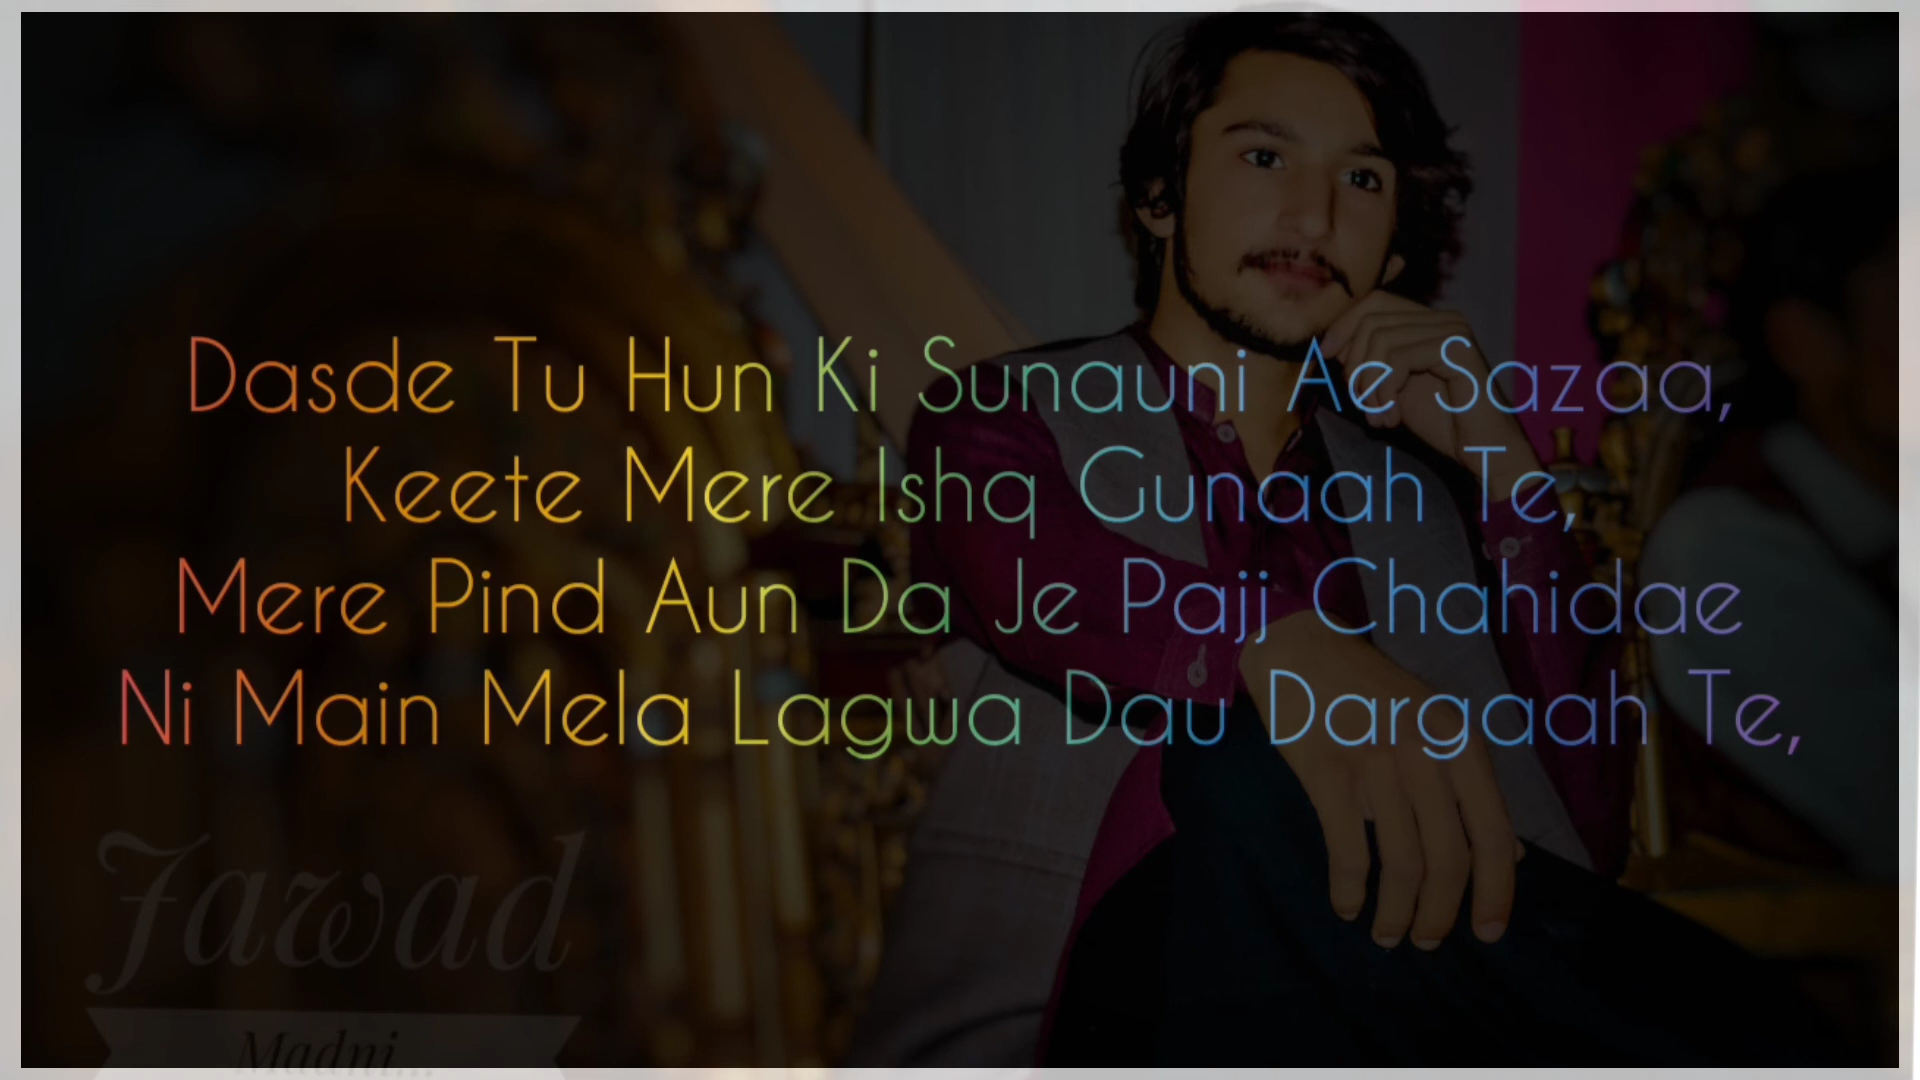 Dasde Tu Hun Ki Sunauni Ae Sazaa,
Keete Mere Ishq Gunaah Te,
Mere Pind Aun Da Je Pajj Chahidae
Ni Main Mela Lagwa Dau Dargaah Te,
Jawad
Madni...